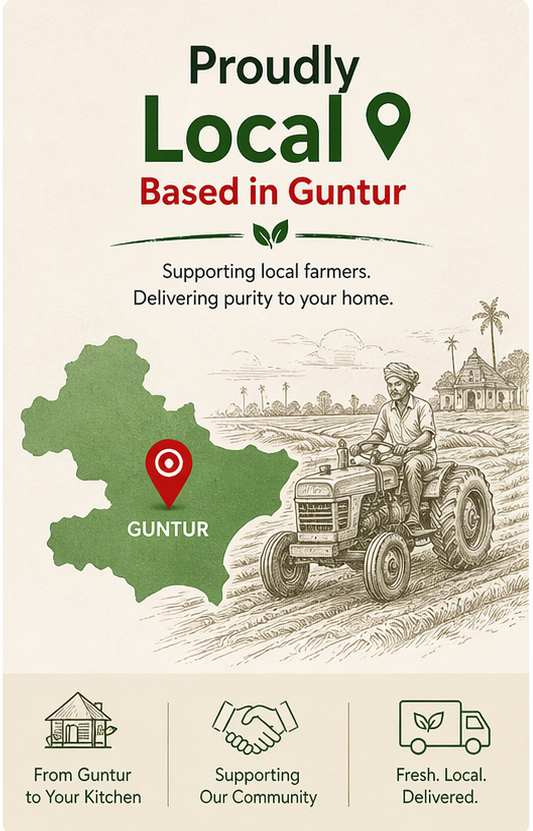 Proudly
Local
Based in Guntur
Supporting local farmers.
Delivering purity to your home.
GUNTUR
From Guntur
to Your Kitchen
Supporting
Our Community
Fresh. Local.
Delivered.